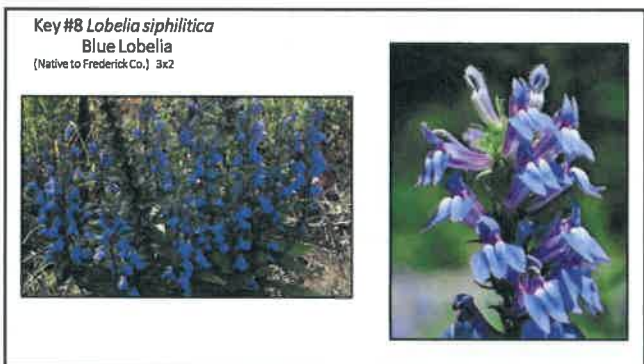 Key #8 Lobelia siphilitica
Blue Lobelia
(Native to Frederick Co.) 3x2